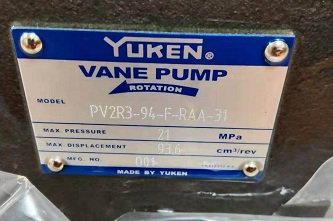 YUKEN®
VANE PUMP
ROTATION
MODEL PV2R3-94-F-RAA-31
MAX. PRESSURE 21 MPa
MAX. DISPLACEMENT 93.6 cm³/rev
MFG. NO. 001
MADE BY YUKEN